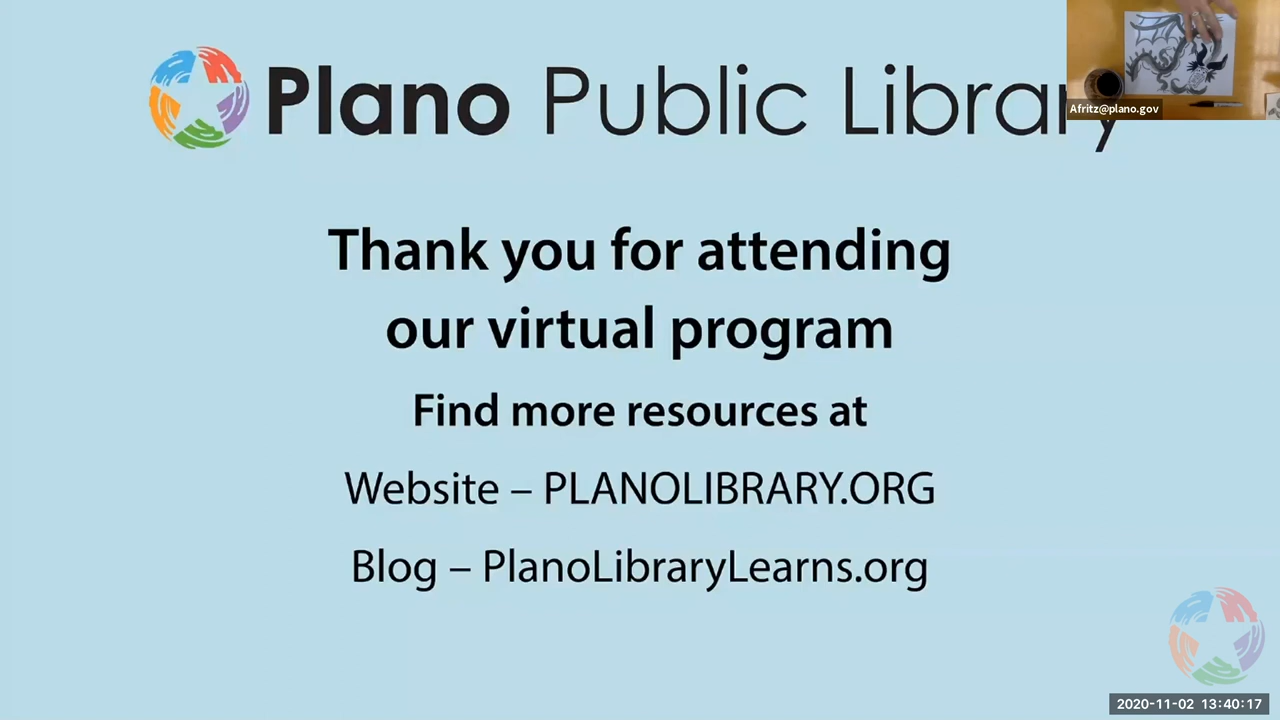 Plano Public Library
Afritz@plano.gov
Thank you for attending
our virtual program
Find more resources at
Website – PLANOLIBRARY.ORG
Blog – PlanoLibraryLearns.org
2020-11-02 13:40:17